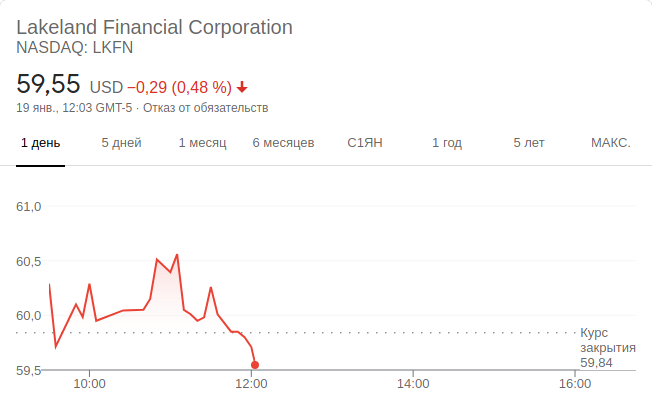 Lakeland Financial Corporation
NASDAQ: LKFN
59,55 USD −0,29 (0,48 %)
19 янв., 12:03 GMT-5 · Отказ от обязательств
1 день 5 дней 1 месяц 6 месяцев С1ЯН 1 год 5 лет МАКС.
61,0
60,5
60,0
Курс
закрытия
59,84
59,5
10:00 12:00 14:00 16:00